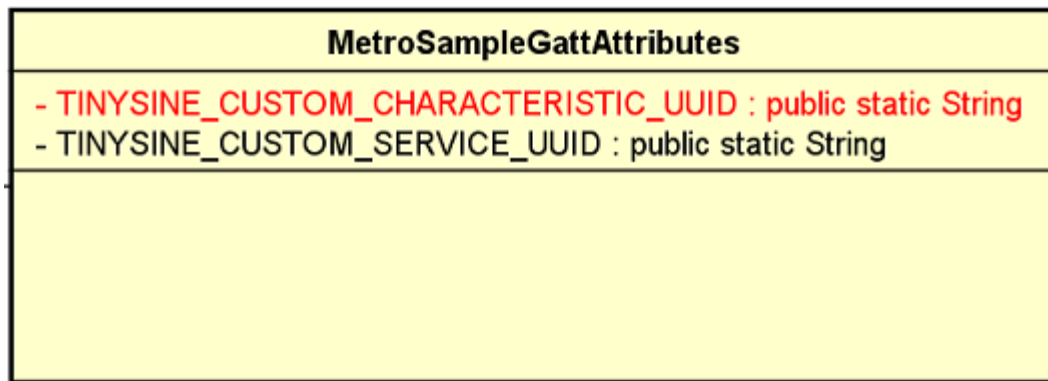 MetroSampleGattAttributes
- TINYSINE_CUSTOM_CHARACTERISTIC_UUID : public static String
- TINYSINE_CUSTOM_SERVICE_UUID : public static String